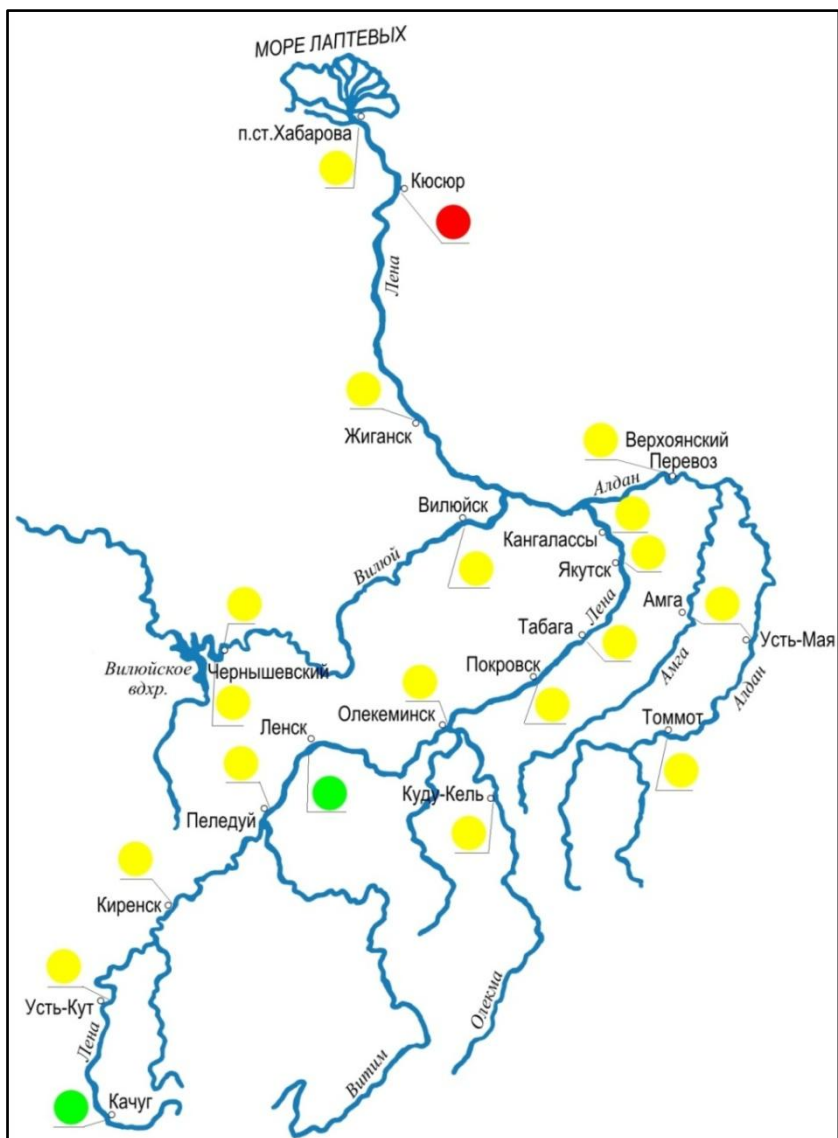 МОРЕ ЛАПТЕВЫХ
п.ст.Хабарова
Кюсюр
Лена
Жиганск
Верхоянский
Перевоз
Алдан
Вилюйск
Кангалассы
Вилюй
Якутск
Лена
Амга
Табага
Усть-Мая
Вилюйское
вдхр.
Чернышевский
Покровск
Амга
Алдан
Ленск
Олекеминск
Томмот
Пеледуй
Куду-Кель
Киренск
Усть-Кут
Олекма
Лена
Витим
Качуг